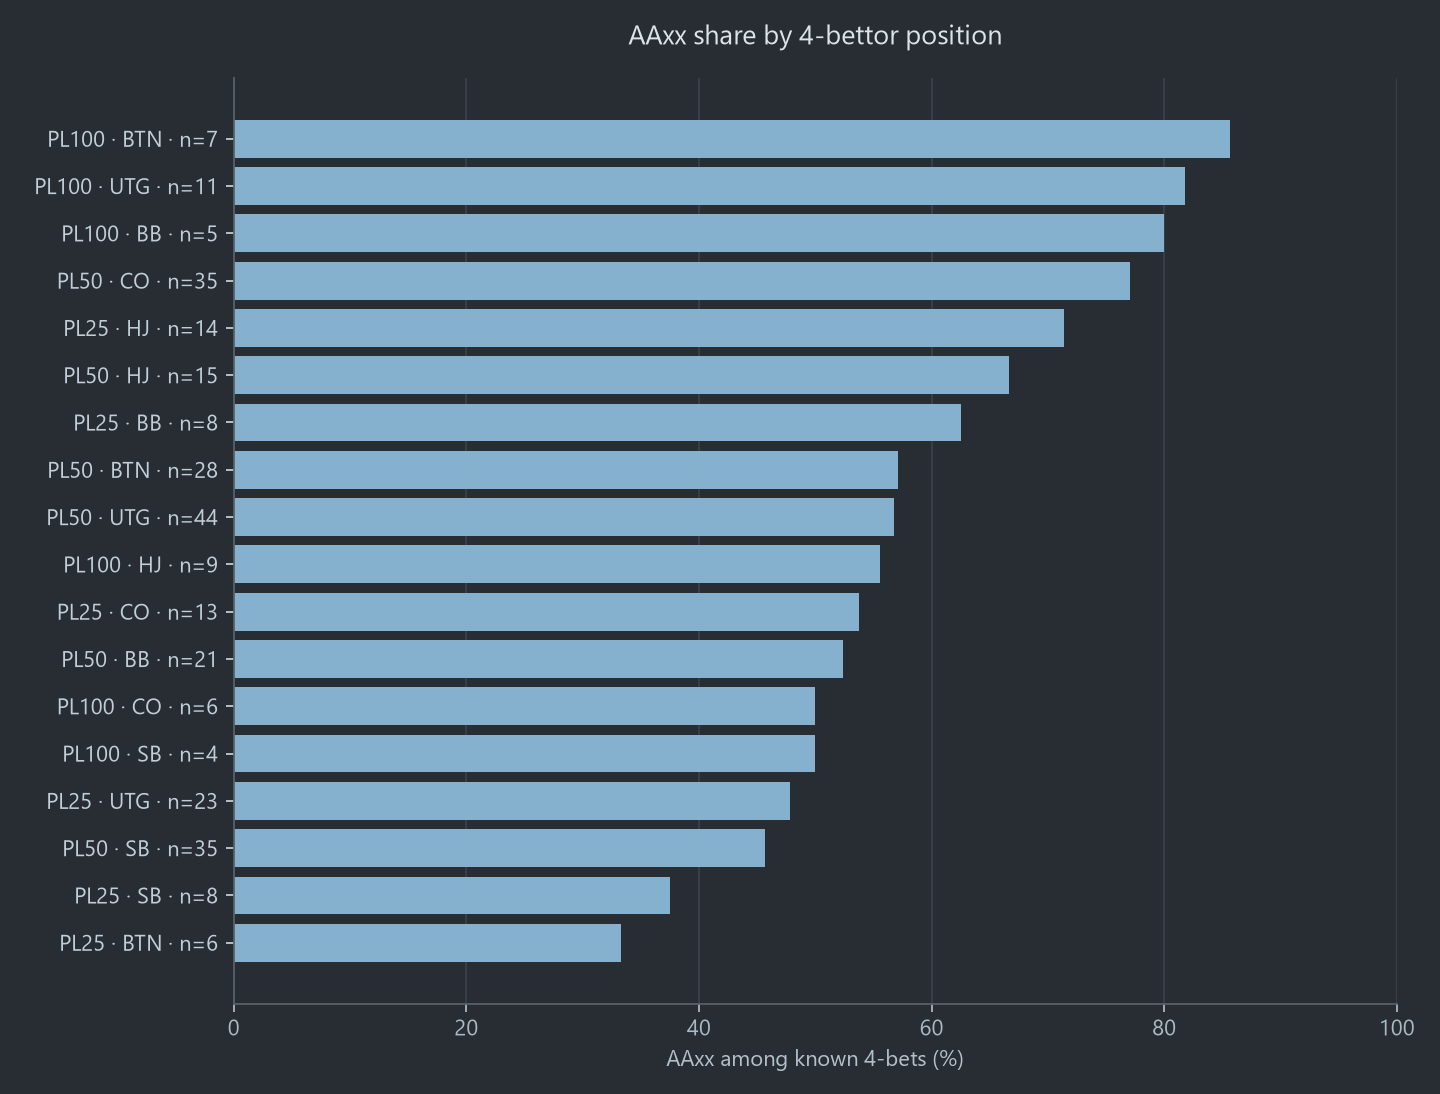 AAxx share by 4-bettor position
PL100 · BTN · n=7
PL100 · UTG · n=11
PL100 · BB · n=5
PL50 · CO · n=35
PL25 · HJ · n=14
PL50 · HJ · n=15
PL25 · BB · n=8
PL50 · BTN · n=28
PL50 · UTG · n=44
PL100 · HJ · n=9
PL25 · CO · n=13
PL50 · BB · n=21
PL100 · CO · n=6
PL100 · SB · n=4
PL25 · UTG · n=23
PL50 · SB · n=35
PL25 · SB · n=8
PL25 · BTN · n=6
0 20 40 60 80 100
AAxx among known 4-bets (%)